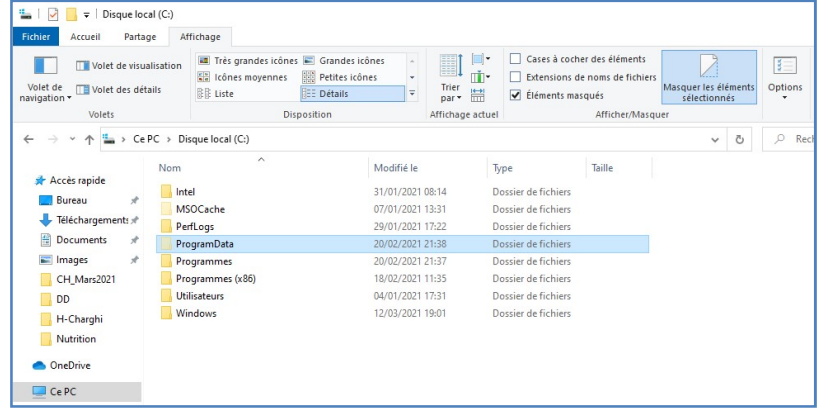 Disque local (C:)
Fichier Accueil Partage Affichage
Volet de navigation
Volet de visualisation
Volet des détails
Volets
Très grandes icônes Grandes icônes
Icônes moyennes Petites icônes
Liste Détails
Disposition
Trier par
Affichage actuel
Cases à cocher des éléments
Extensions de noms de fichiers
Éléments masqués
Masquer les éléments sélectionnés
Afficher/Masquer
Options
Ce PC > Disque local (C:)
Rech
Nom Modifié le Type Taille
Accès rapide
Bureau
Téléchargements
Documents
Images
CH_Mars2021
DD
H-Charghi
Nutrition
OneDrive
Ce PC
Intel 31/01/2021 08:14 Dossier de fichiers
MSOCache 07/01/2021 13:31 Dossier de fichiers
PerfLogs 29/01/2021 17:22 Dossier de fichiers
ProgramData 20/02/2021 21:38 Dossier de fichiers
Programmes 20/02/2021 21:37 Dossier de fichiers
Programmes (x86) 18/02/2021 11:35 Dossier de fichiers
Utilisateurs 04/01/2021 17:31 Dossier de fichiers
Windows 12/03/2021 19:01 Dossier de fichiers